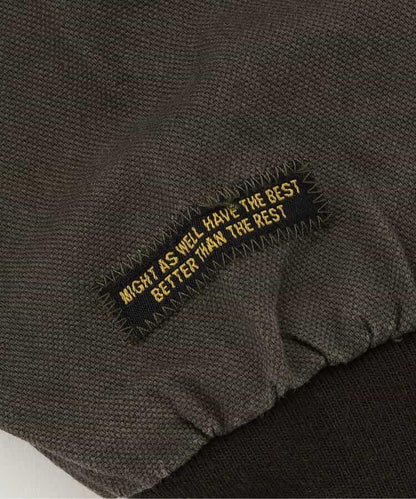 MIGHT AS WELL HAVE THE BEST
BETTER THAN THE REST